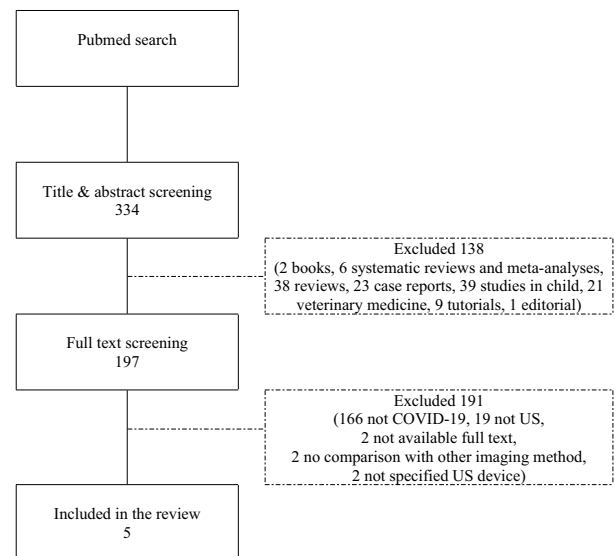 Pubmed search
Title & abstract screening
334
Excluded 138
(2 books, 6 systematic reviews and meta-analyses,
38 reviews, 23 case reports, 39 studies in child, 21
veterinary medicine, 9 tutorials, 1 editorial)
Full text screening
197
Excluded 191
(166 not COVID-19, 19 not US,
2 not available full text,
2 no comparison with other imaging method,
2 not specified US device)
Included in the review
5